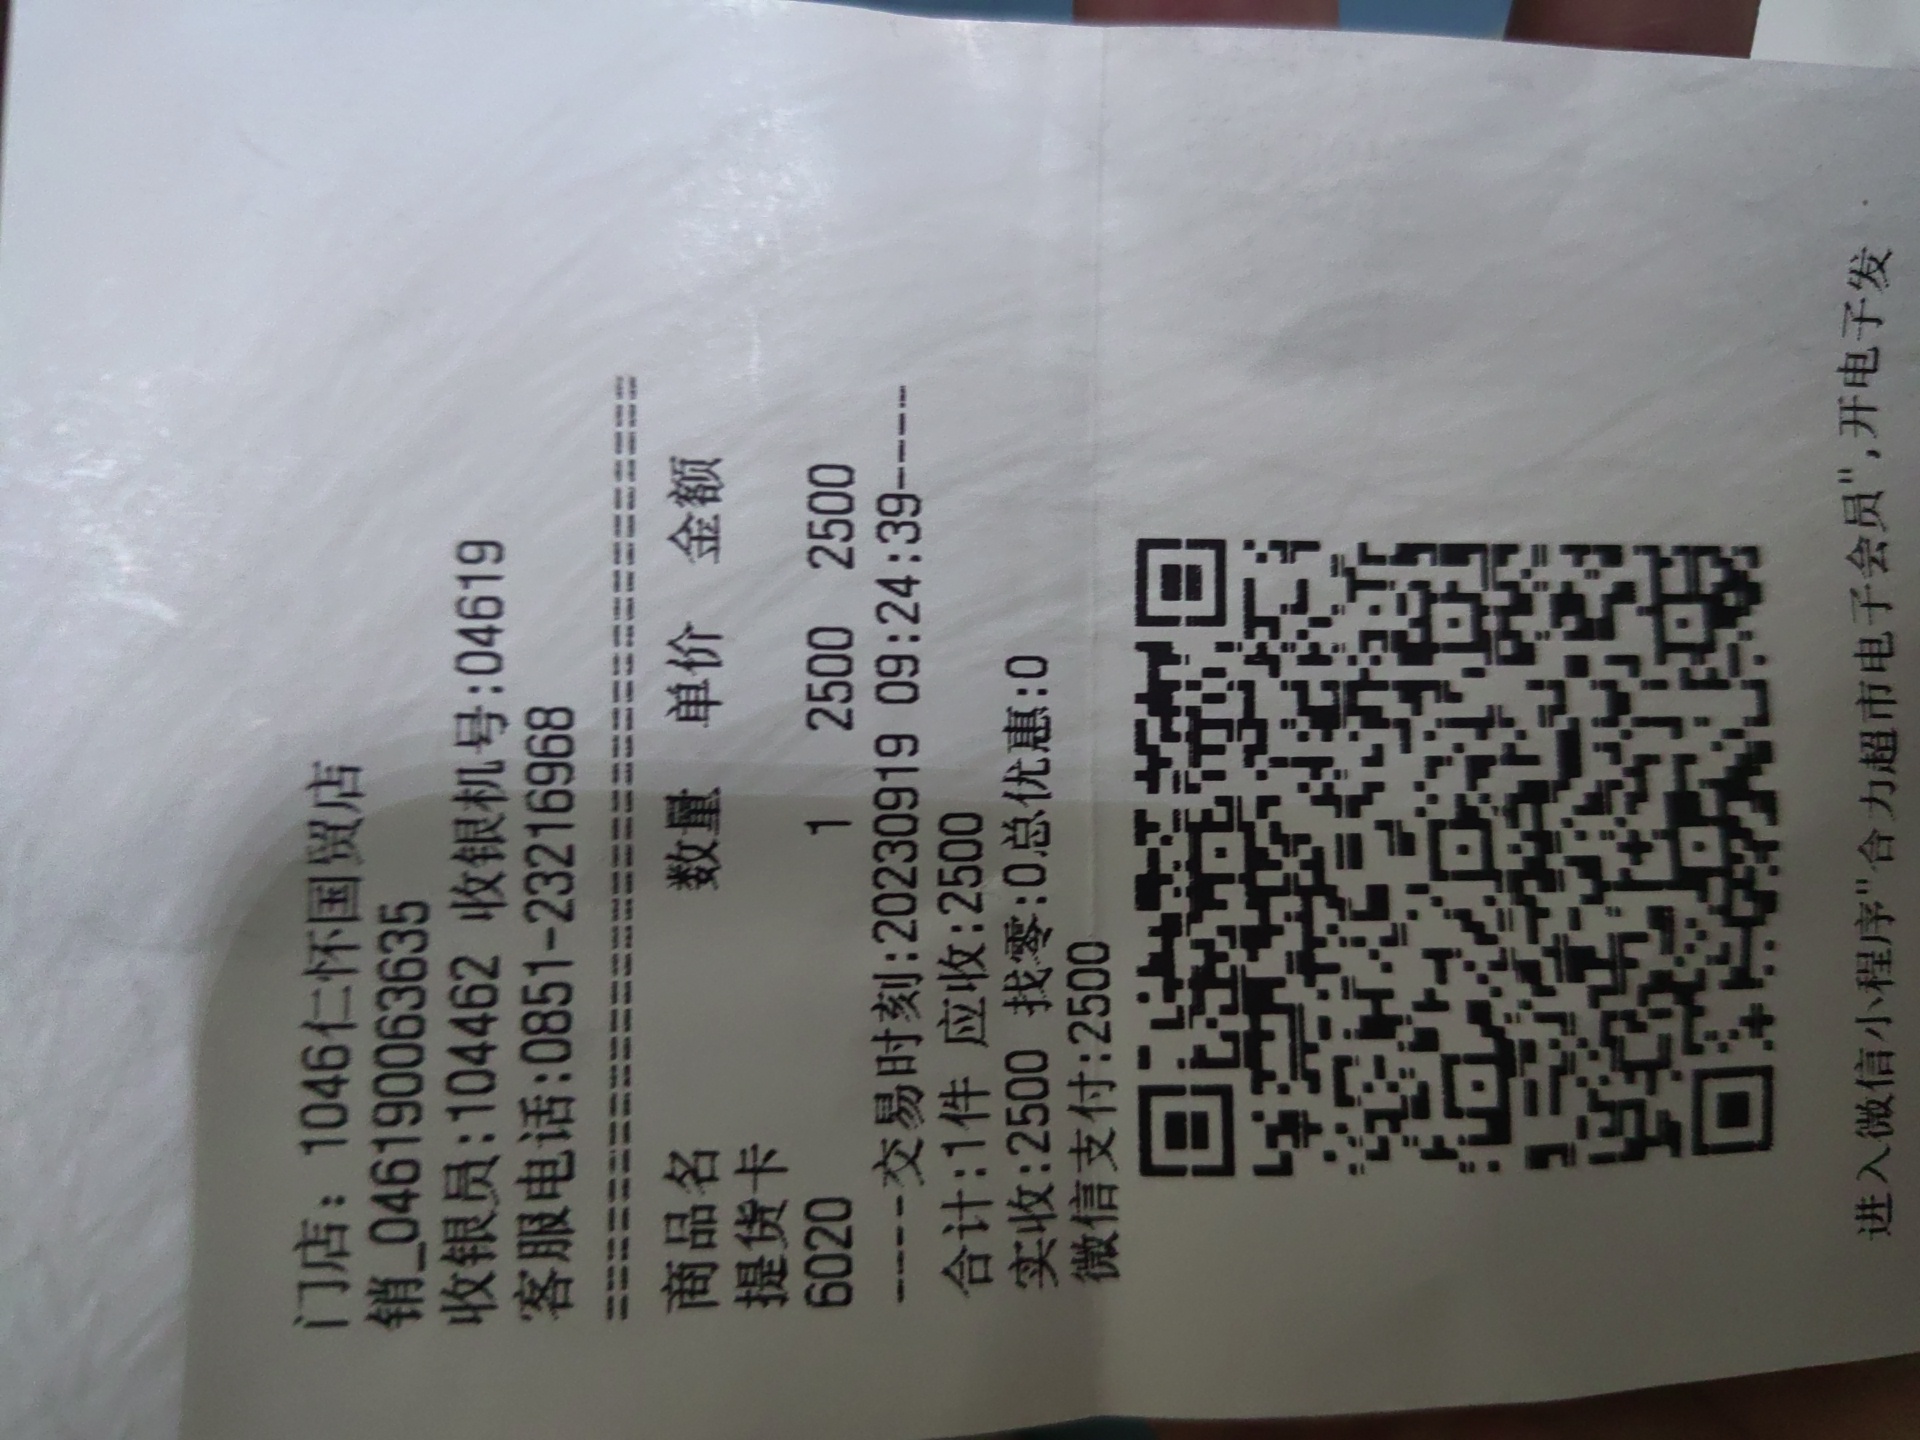 门店：1046仁怀国贸店
销_046190063635
收银员:104462 收银机号:04619
客服电话:0851-23216968
================================
商品名 数量 单价 金额
提货卡
6020 1 2500 2500
----交易时刻:20230919 09:24:39----
合计:1件 应收:2500
实收:2500 找零:0总优惠:0
微信支付:2500
进入微信小程序"合力超市电子会员",开电子发